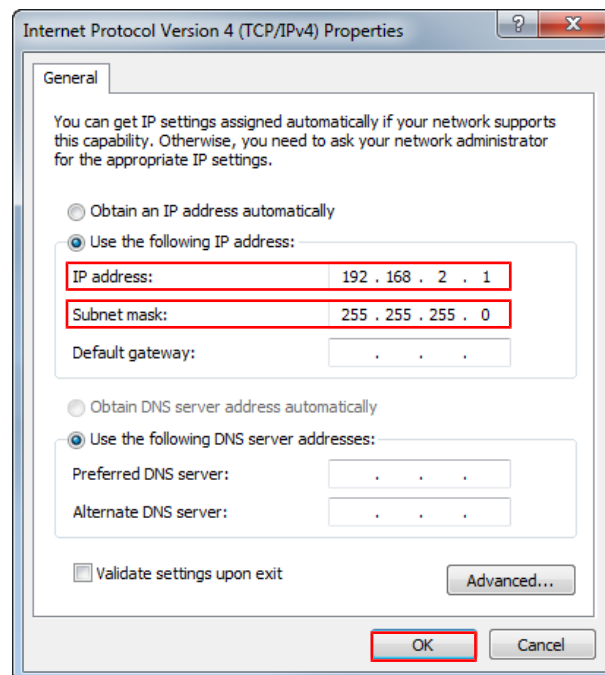 Internet Protocol Version 4 (TCP/IPv4) Properties
?
X
General
You can get IP settings assigned automatically if your network supports
this capability. Otherwise, you need to ask your network administrator
for the appropriate IP settings.
Obtain an IP address automatically
Use the following IP address:
IP address: 192 . 168 . 2 . 1
Subnet mask: 255 . 255 . 255 . 0
Default gateway: . . .
Obtain DNS server address automatically
Use the following DNS server addresses:
Preferred DNS server: . . .
Alternate DNS server: . . .
Validate settings upon exit
Advanced...
OK Cancel